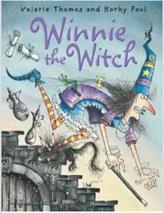 Valerie Thomas and Korky Paul
Winnie
the Witch